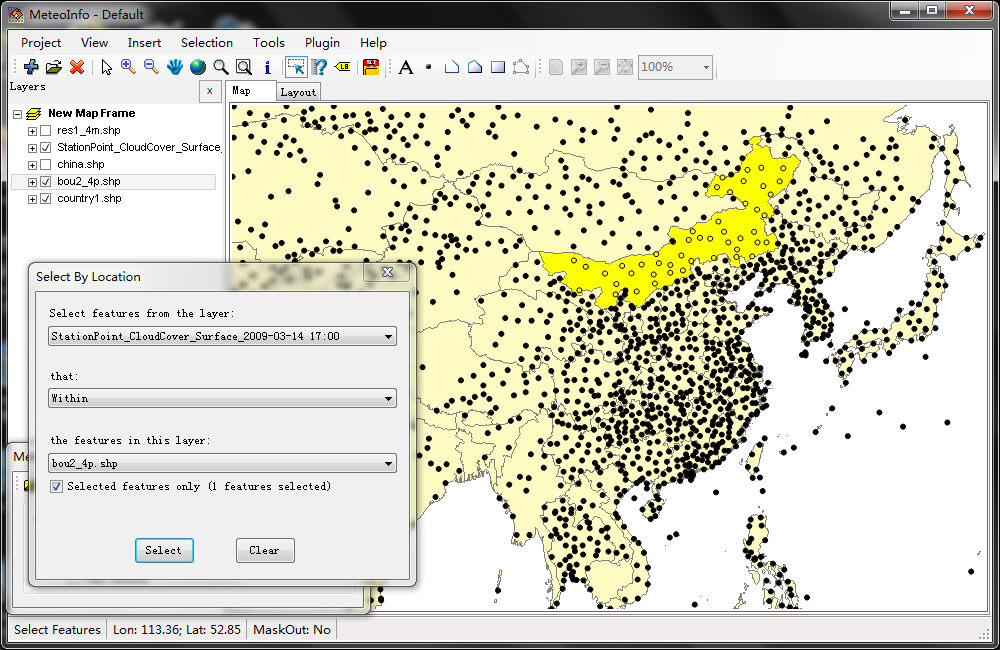 MeteoInfo - Default
Project View Insert Selection Tools Plugin Help
LB
A
100%
Layers
x
Map
Layout
New Map Frame
res1_4m.shp
StationPoint_CloudCover_Surface_
china.shp
bou2_4p.shp
country1.shp
Select By Location
Select features from the layer:
StationPoint_CloudCover_Surface_2009-03-14 17:00
that:
Within
the features in this layer:
bou2_4p.shp
Selected features only (1 features selected)
Select
Clear
Me
Select Features
Lon: 113.36; Lat: 52.85
MaskOut: No